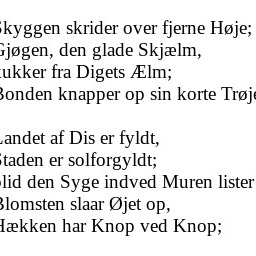 Skyggen skrider over fjerne Høje;
Gjøgen, den glade Skjælm,
kukker fra Digets Ælm;
Bonden knapper op sin korte Trøje
Landet af Dis er fyldt,
Staden er solforgyldt;
den Syge indved Muren lister
Blomsten slaar Øjet op,
Hækken har Knop ved Knop;